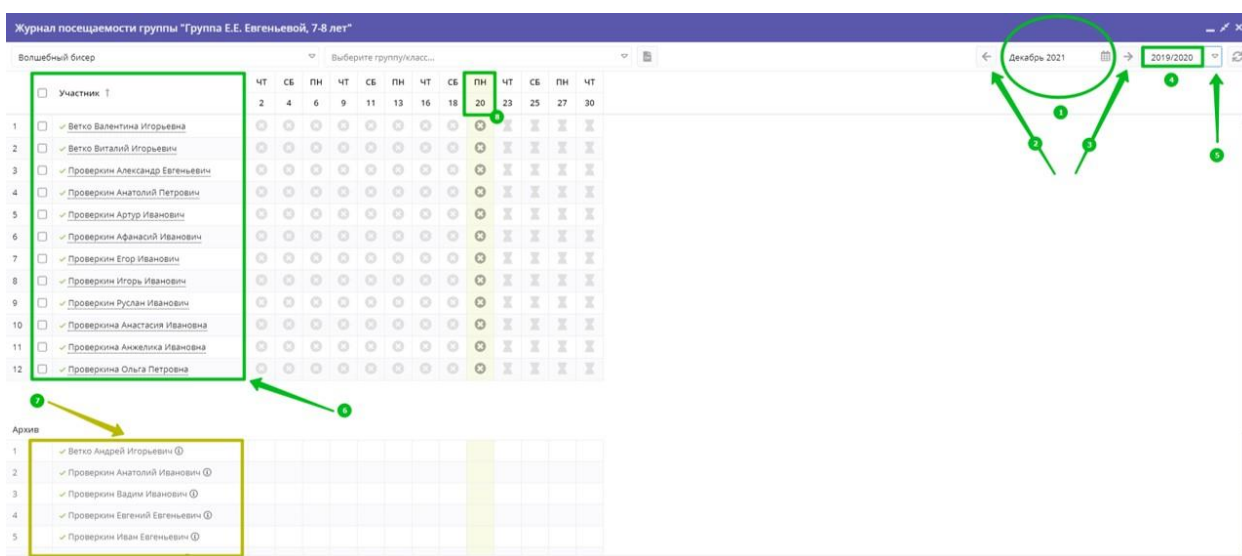 Журнал посещаемости группы "Группа Е.Е. Евгеньевой, 7-8 лет"
Волшебный бисер Выберите группу/класс... Декабрь 2021 2019/2020
4
1
Участник ЧТ СБ ПН ЧТ СБ ПН ЧТ СБ ПН ЧТ СБ ПН ЧТ
2 4 6 9 11 13 16 18 20 23 25 27 30
8
2 3 5
1 Ветко Валентина Игорьевна
2 Ветко Виталий Игорьевич
3 Проверкин Александр Евгеньевич
4 Проверкин Анатолий Петрович
5 Проверкин Артур Иванович
6 Проверкин Афанасий Иванович
7 Проверкин Егор Иванович
8 Проверкин Игорь Иванович
9 Проверкин Руслан Иванович
10 Проверкина Анастасия Ивановна
11 Проверкина Анжелика Ивановна
12 Проверкина Ольга Петровна
7 6
Архив
1 Ветко Андрей Игорьевич
2 Проверкин Анатолий Иванович
3 Проверкин Вадим Иванович
4 Проверкин Евгений Евгеньевич
5 Проверкин Иван Евгеньевич